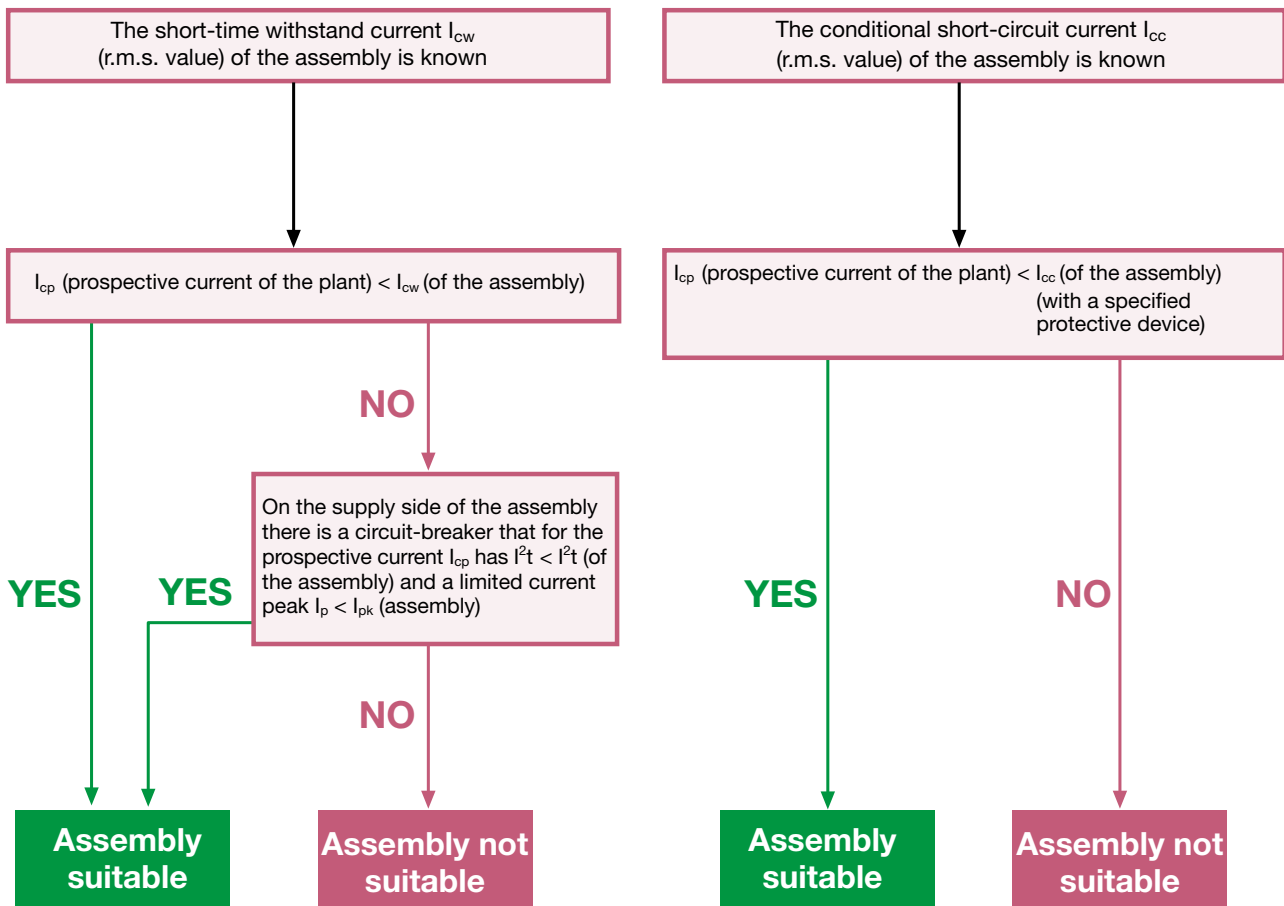 The short-time withstand current Icw
(r.m.s. value) of the assembly is known
Icp (prospective current of the plant) < Icw (of the assembly)
NO
On the supply side of the assembly
there is a circuit-breaker that for the
prospective current Icp has I²t < I²t (of
the assembly) and a limited current
peak Ip < Ipk (assembly)
YES
YES
NO
Assembly
suitable
Assembly not
suitable
The conditional short-circuit current Icc
(r.m.s. value) of the assembly is known
Icp (prospective current of the plant) < Icc (of the assembly)
(with a specified
protective device)
YES
NO
Assembly
suitable
Assembly not
suitable